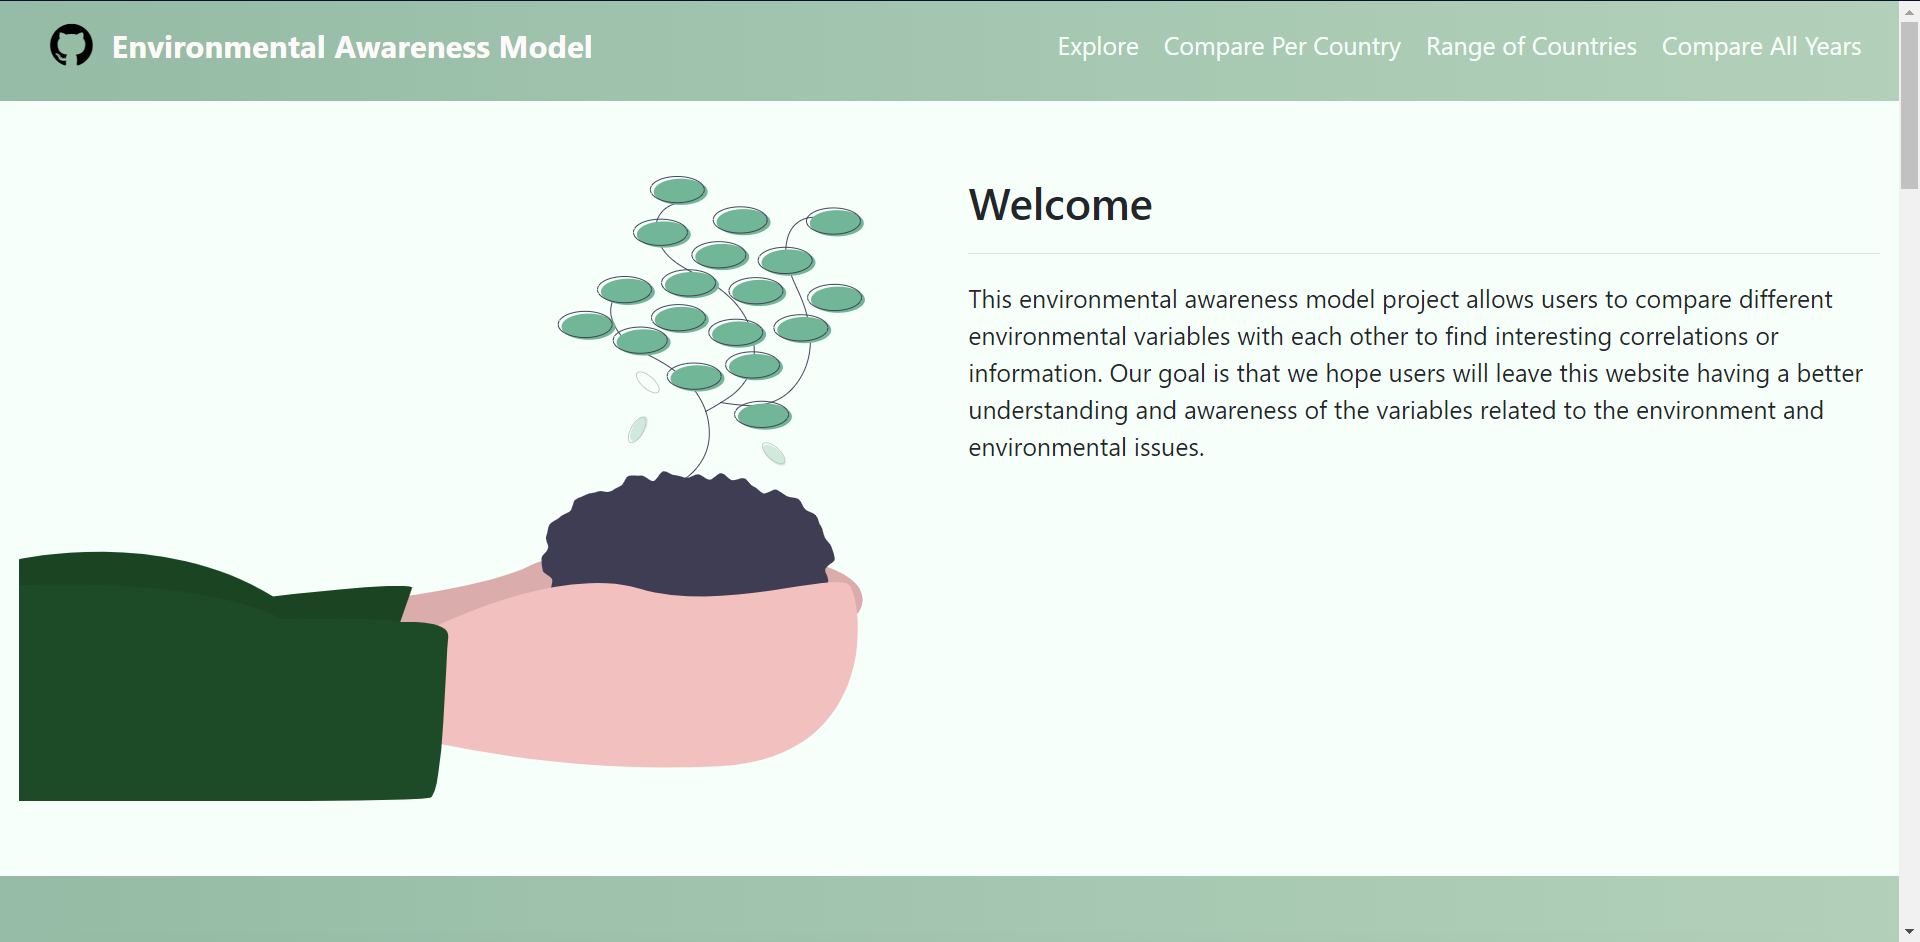 Environmental Awareness Model
Explore Compare Per Country Range of Countries Compare All Years
Welcome
This environmental awareness model project allows users to compare different
environmental variables with each other to find interesting correlations or
information. Our goal is that we hope users will leave this website having a better
understanding and awareness of the variables related to the environment and
environmental issues.